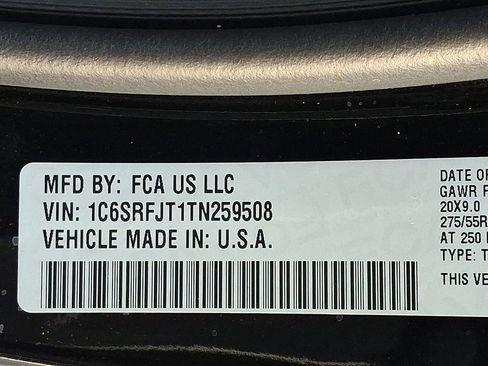 MFD BY: FCA US LLC
VIN: 1C6SRFJT1TN259508
VEHICLE MADE IN: U.S.A.
DATE OF
GAWR F
20X9.0
275/55R
AT 250
TYPE: T
THIS VE